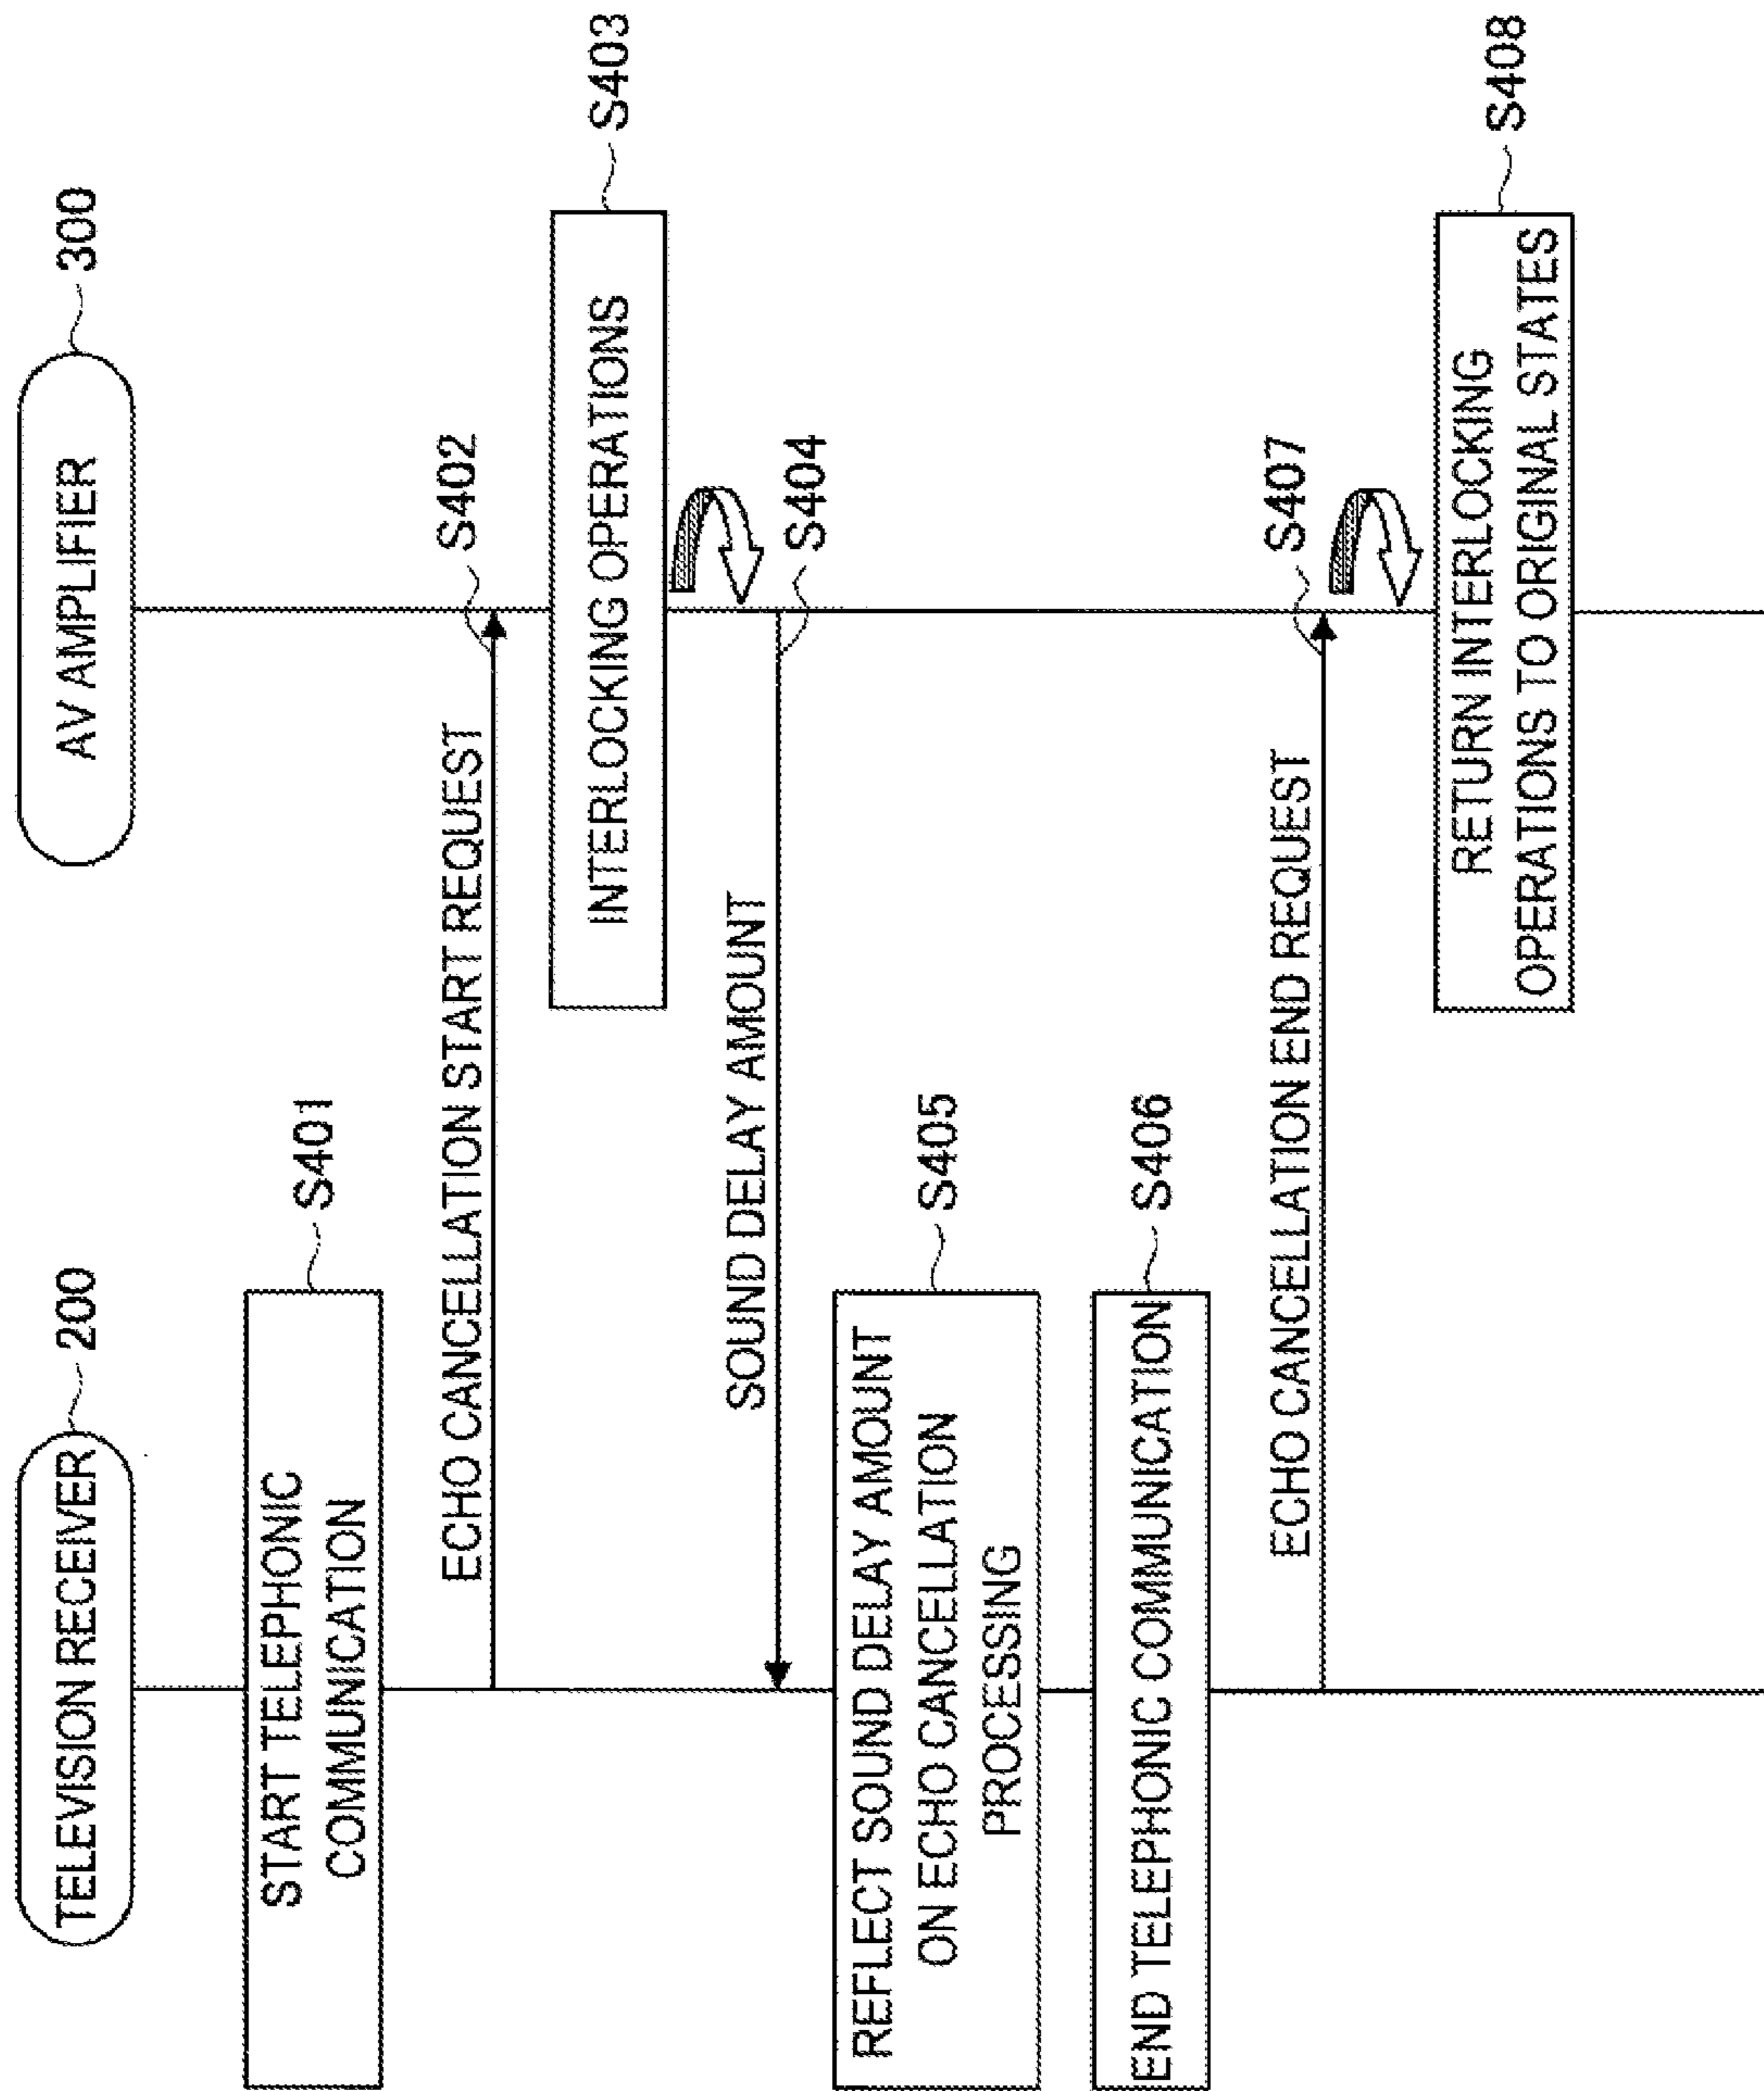 TELEVISION RECEIVER
200
AV AMPLIFIER
300
START TELEPHONIC
COMMUNICATION
S401
ECHO CANCELLATION START REQUEST
S402
INTERLOCKING OPERATIONS
S403
SOUND DELAY AMOUNT
S404
REFLECT SOUND DELAY AMOUNT
ON ECHO CANCELLATION
PROCESSING
S405
END TELEPHONIC COMMUNICATION
S406
ECHO CANCELLATION END REQUEST
S407
RETURN INTERLOCKING
OPERATIONS TO ORIGINAL STATES
S408